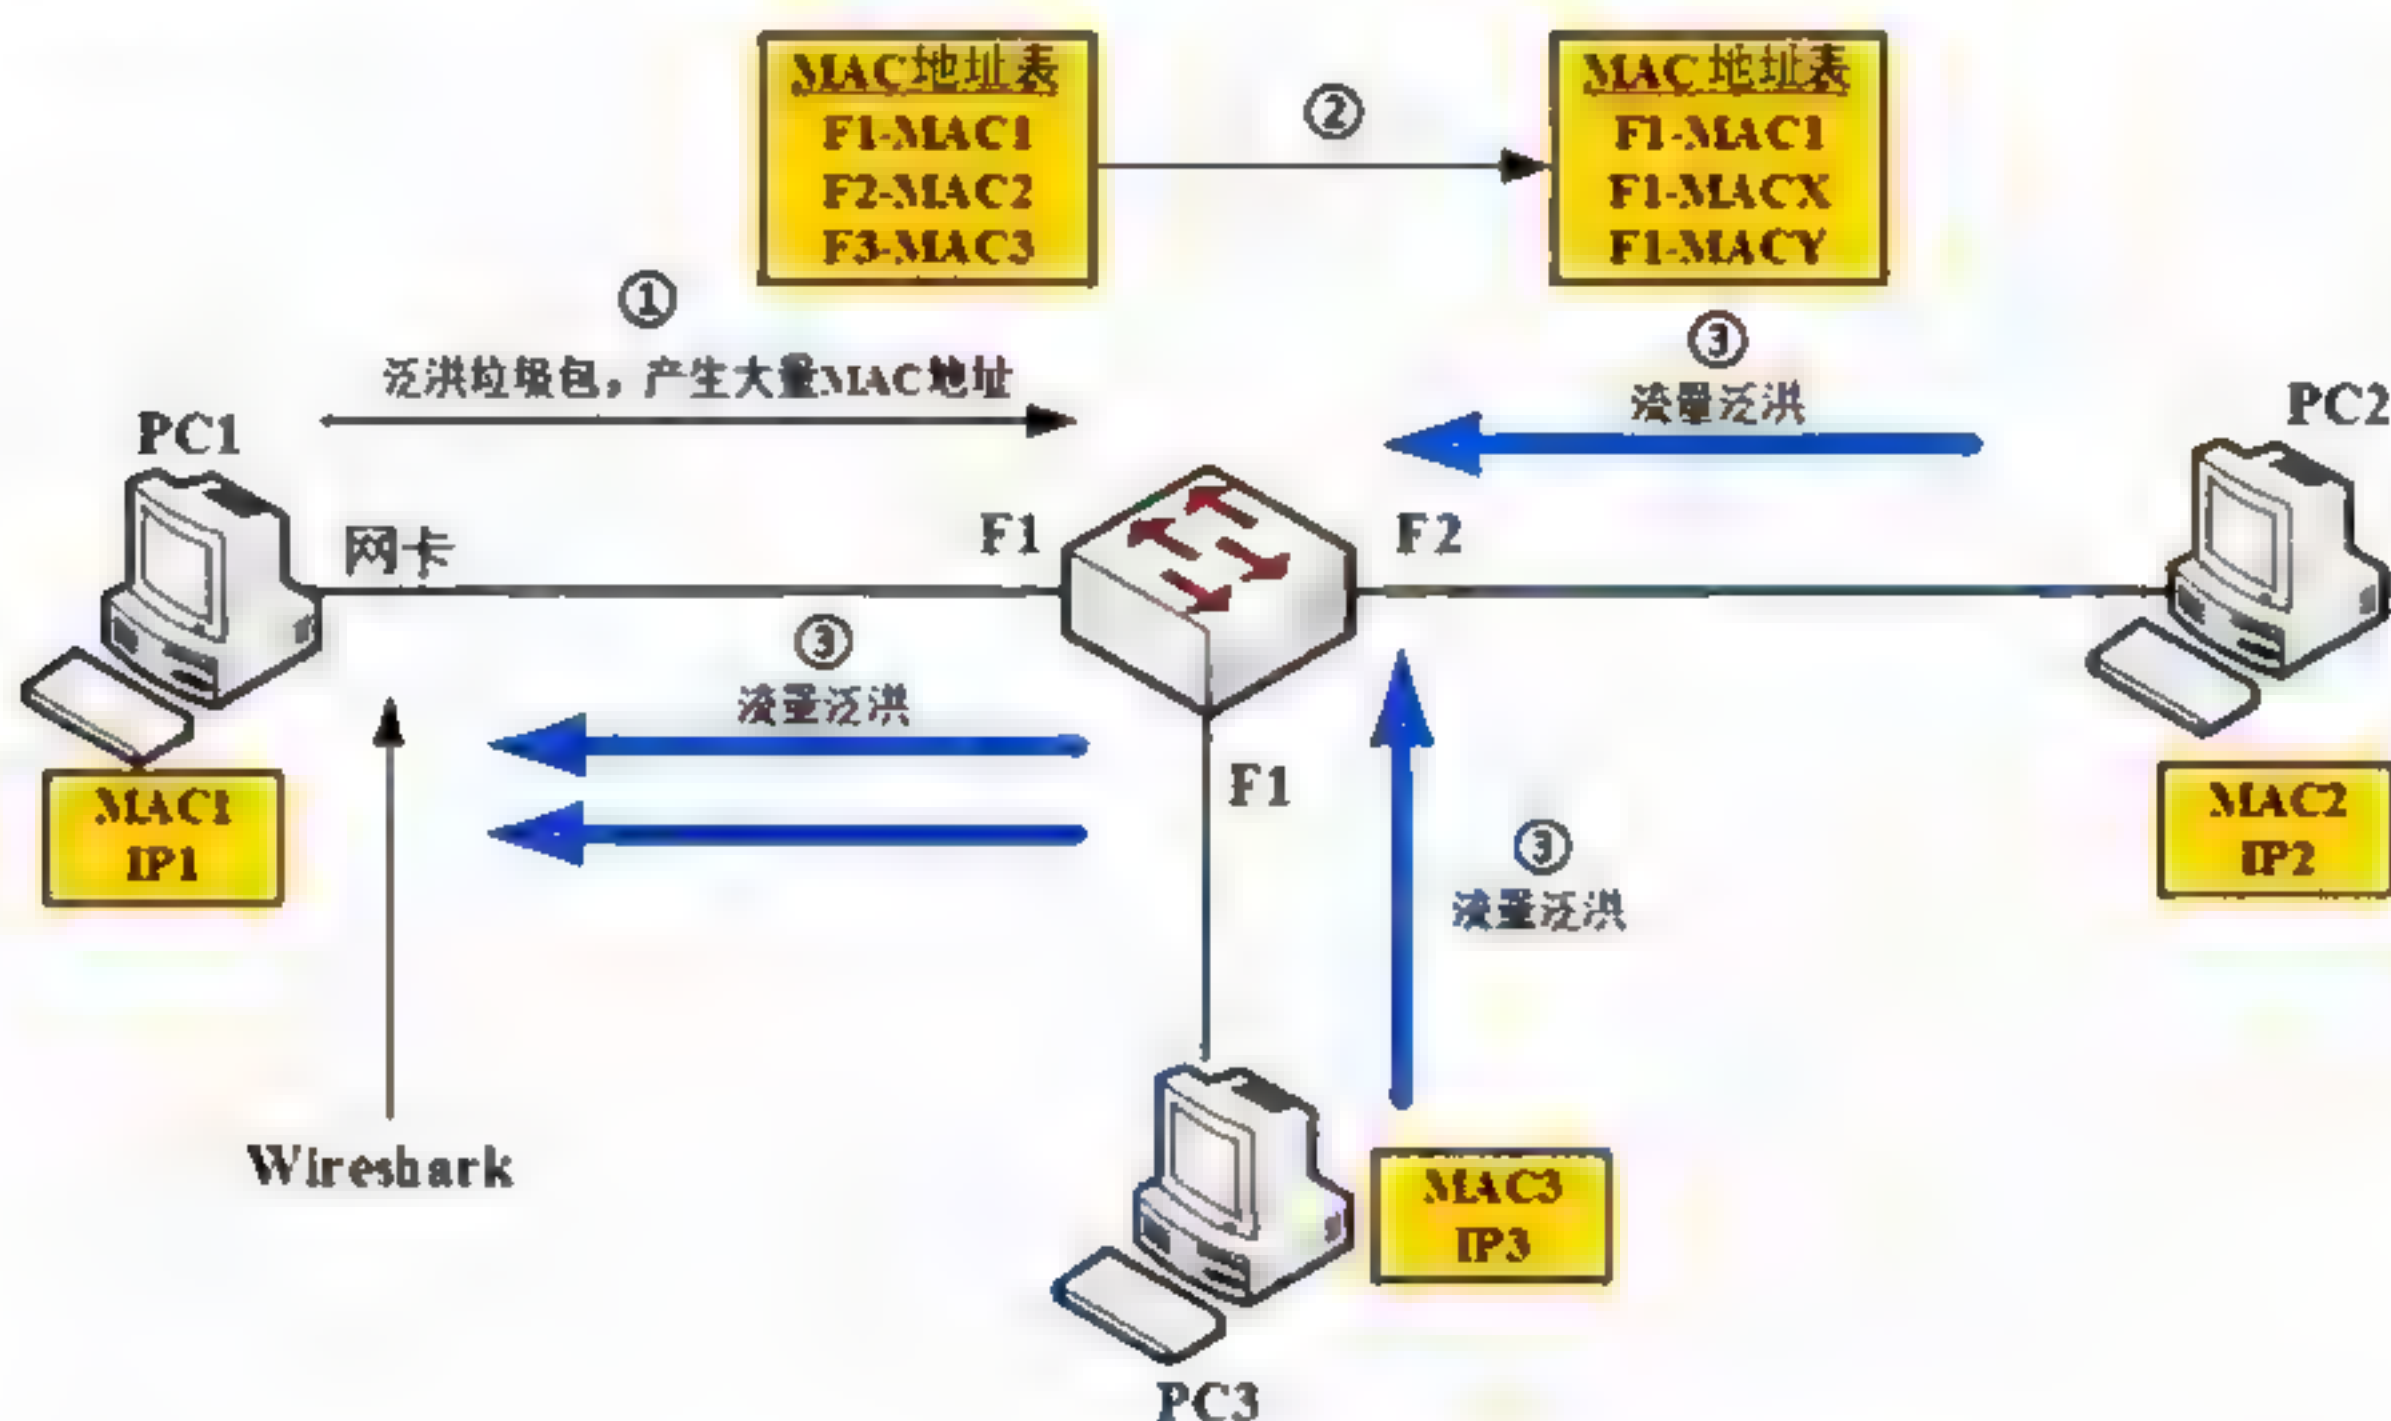 MAC地址表
F1-MAC1
F2-MAC2
F3-MAC3
②
MAC地址表
F1-MAC1
F1-MACX
F1-MACY
①
泛洪垃圾包，产生大量MAC地址
③
流量泛洪
PC1
PC2
网卡
F1
F2
③
流量泛洪
F1
MAC1
IP1
MAC2
IP2
③
流量泛洪
Wireshark
MAC3
IP3
PC3